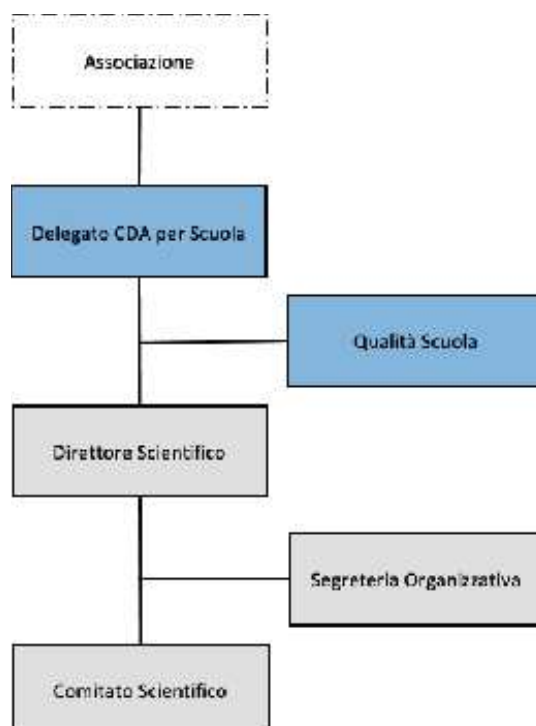 Associazione
Delegato CDA per Scuola
Qualità Scuola
Direttore Scientifico
Segreteria Organizzativa
Comitato Scientifico